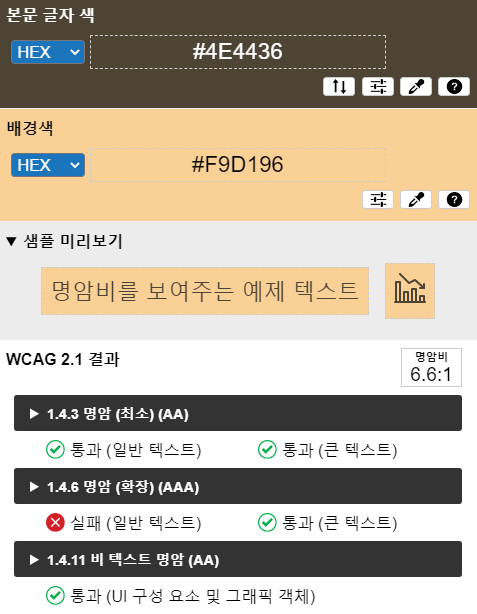 본문 글자 색
HEX #4E4436
배경색
HEX #F9D196
▼ 샘플 미리보기
명암비를 보여주는 예제 텍스트
WCAG 2.1 결과
명암비
6.6:1
▶ 1.4.3 명암 (최소) (AA)
통과 (일반 텍스트) 통과 (큰 텍스트)
▶ 1.4.6 명암 (확장) (AAA)
실패 (일반 텍스트) 통과 (큰 텍스트)
▶ 1.4.11 비 텍스트 명암 (AA)
통과 (UI 구성 요소 및 그래픽 객체)